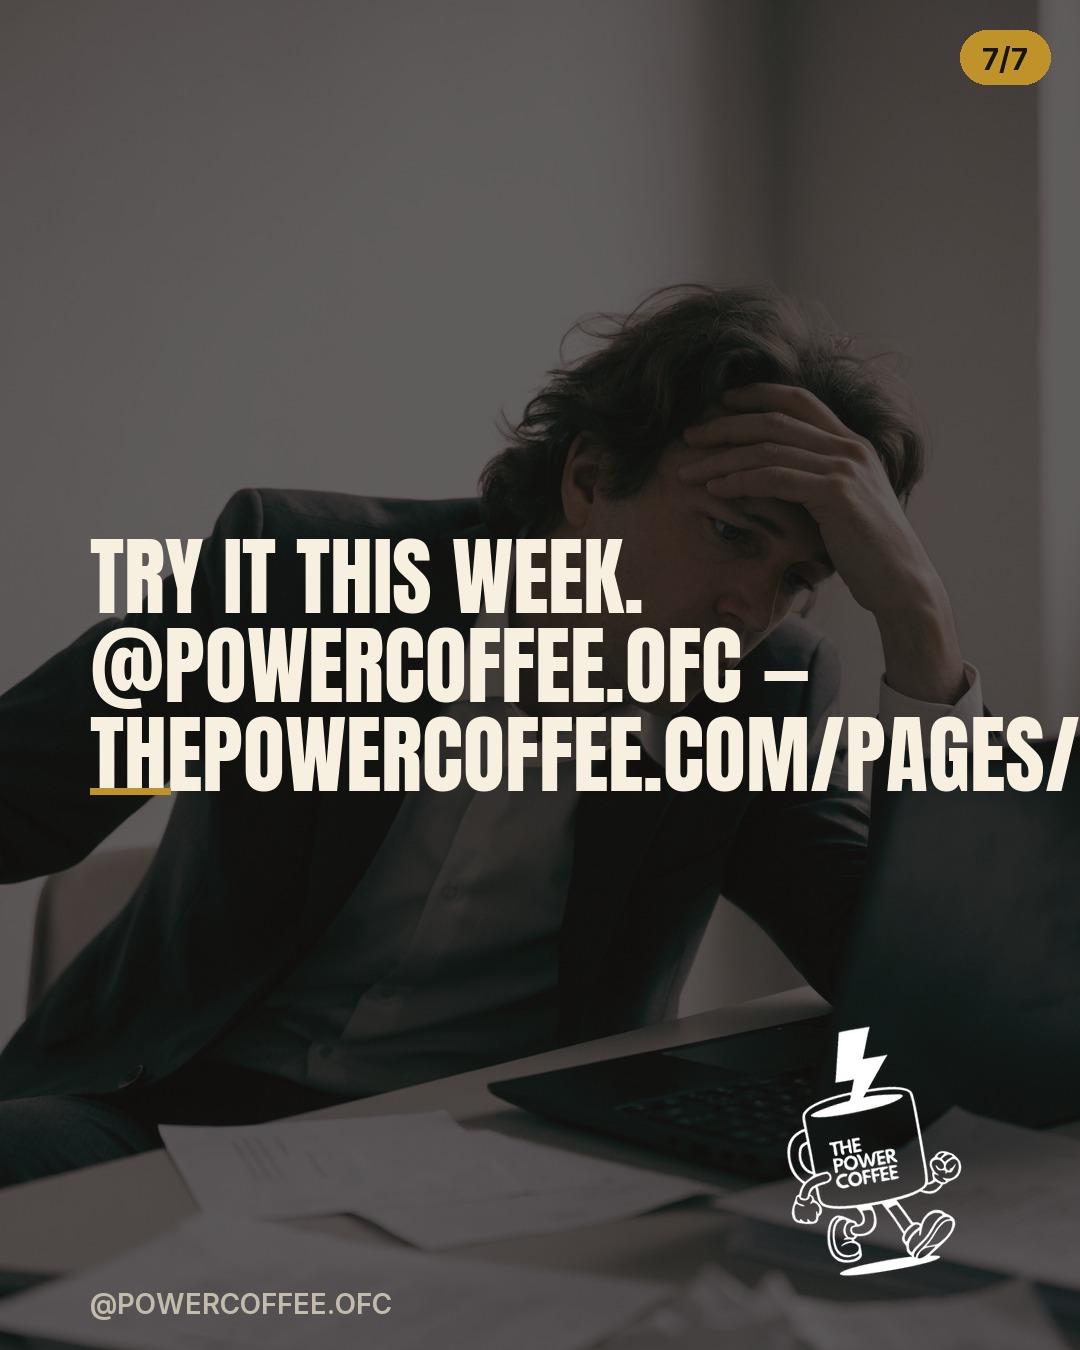 7/7
TRY IT THIS WEEK.
@POWERCOFFEE.OFC –
THEPOWERCOFFEE.COM/PAGES/
THE
POWER
COFFEE
@POWERCOFFEE.OFC